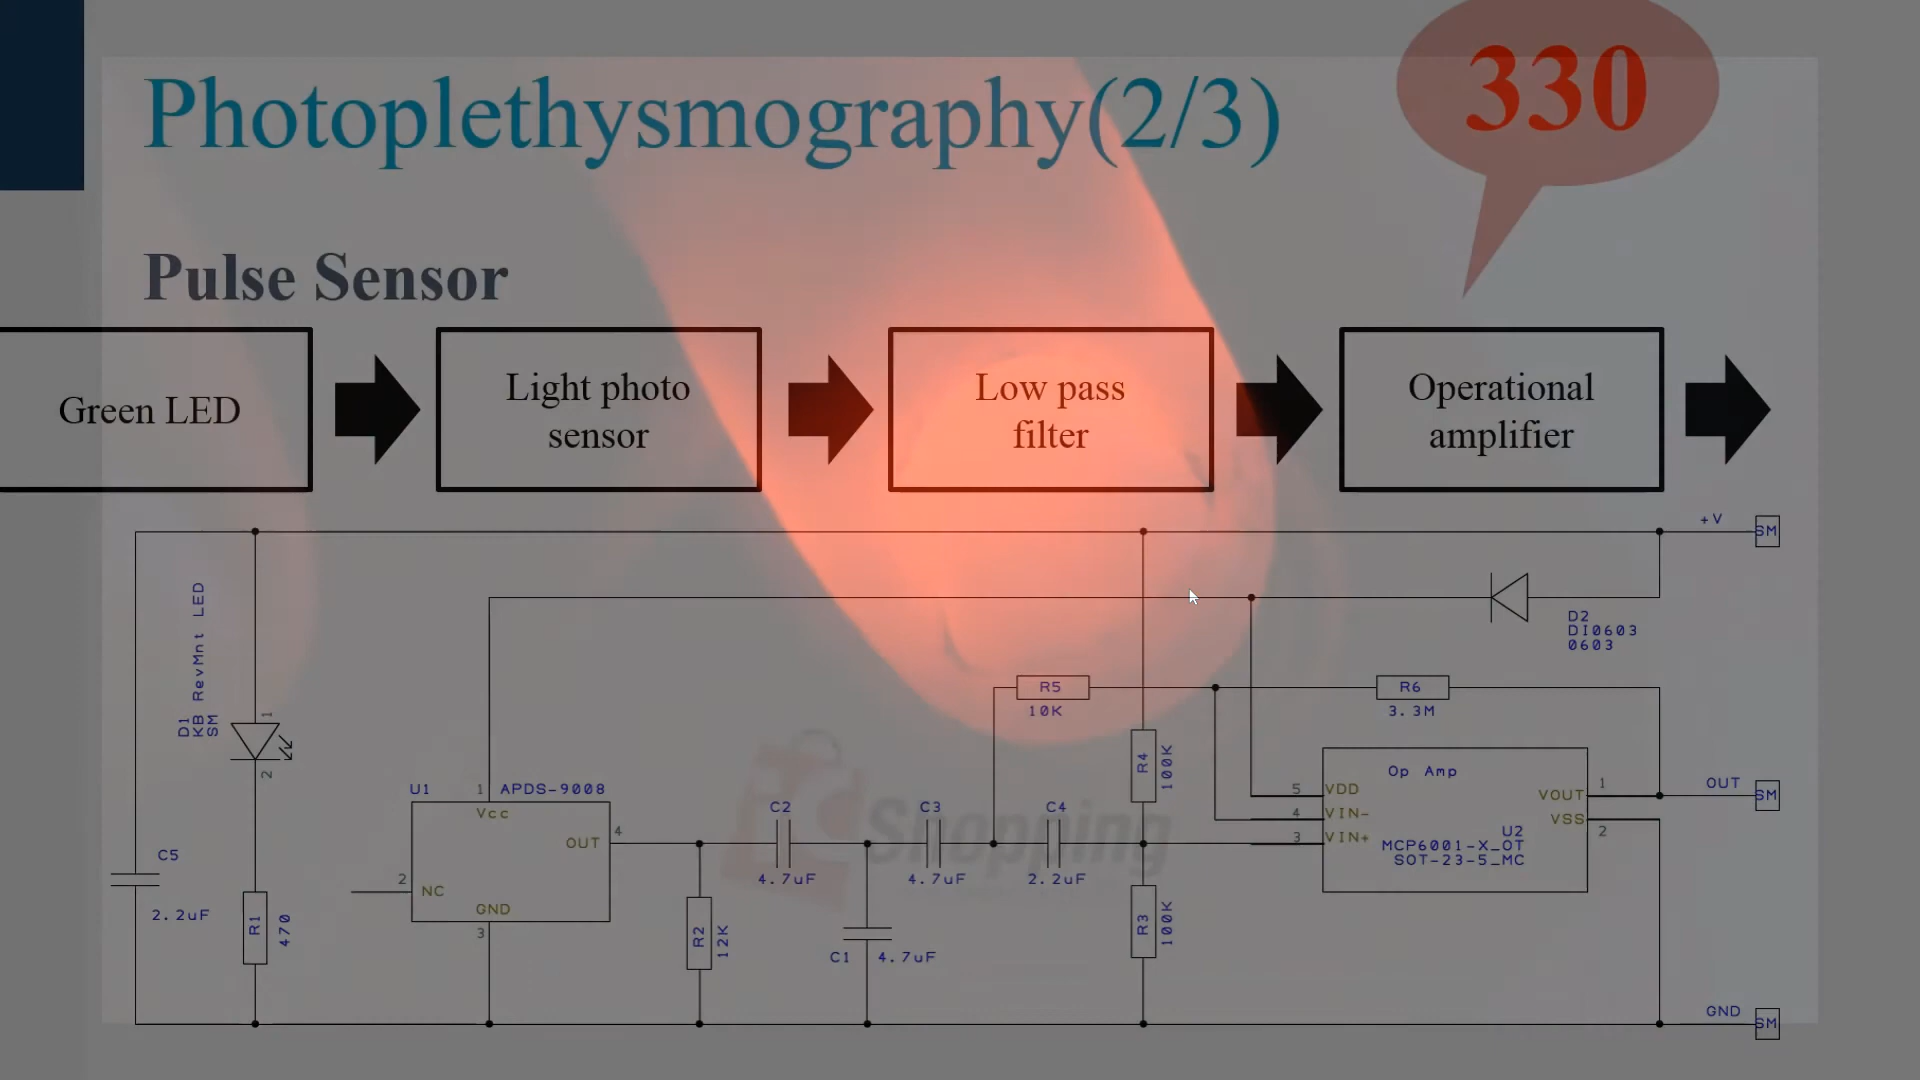 Photoplethysmography(2/3)
330
Pulse Sensor
Green LED
Light photo
sensor
Low pass
filter
Operational
amplifier
+V
SM
D1
KB RevMnt LED
SM
1
2
D2
DI0603
0603
R5
10K
R6
3.3M
R4
100K
U1
1
APDS-9008
Vcc
OUT
4
2
NC
GND
3
C2
4.7uF
C3
4.7uF
C4
2.2uF
Shopping
Op Amp
5
VDD
4
VIN-
3
VIN+
VOUT
1
VSS
2
U2
MCP6001-X_OT
SOT-23-5_MC
OUT
SM
C5
2.2uF
R1
470
R2
12K
C1
4.7uF
R3
100K
GND
SM